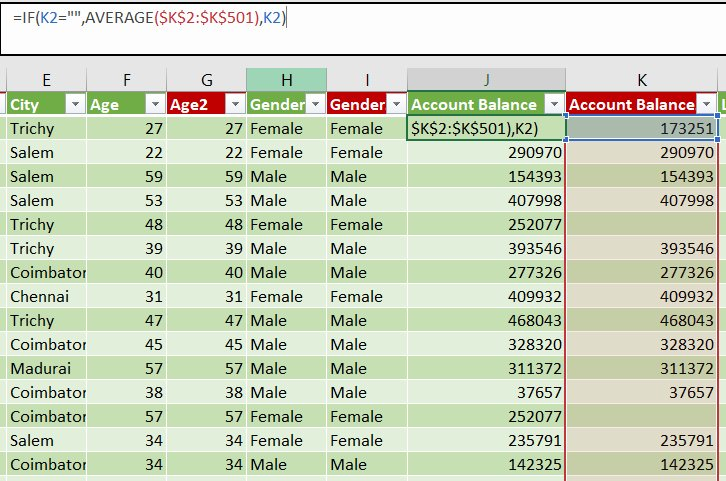 =IF(K2="",AVERAGE($K$2:$K$501),K2)
E F G H I J K
City Age Age2 Gender Gender Account Balance Account Balance L
Trichy 27 27 Female Female $K$2:$K$501),K2) 173251
Salem 22 22 Female Female 290970 290970
Salem 59 59 Male Male 154393 154393
Salem 53 53 Male Male 407998 407998
Trichy 48 48 Female Female 252077
Trichy 39 39 Male Male 393546 393546
Coimbator 40 40 Male Male 277326 277326
Chennai 31 31 Female Female 409932 409932
Trichy 47 47 Male Male 468043 468043
Coimbator 45 45 Male Male 328320 328320
Madurai 57 57 Male Male 311372 311372
Coimbator 38 38 Male Male 37657 37657
Coimbator 57 57 Female Female 252077
Salem 34 34 Female Female 235791 235791
Coimbator 34 34 Male Male 142325 142325